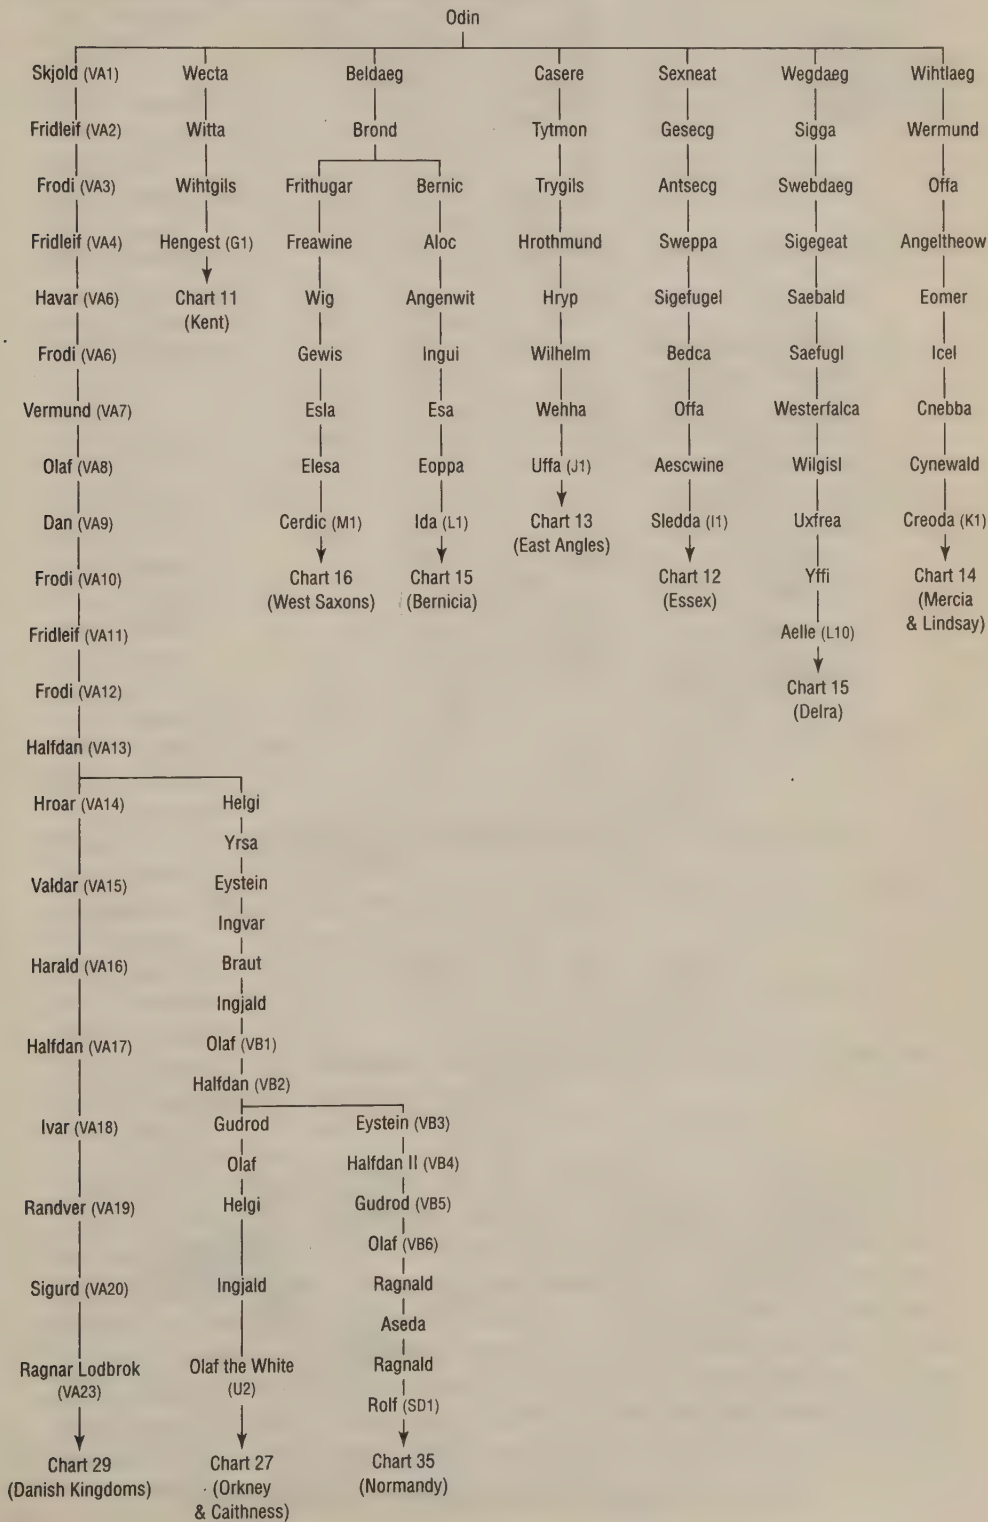 Odin
Skjold (VA1) Wecta Beldaeg Casere Sexneat Wegdaeg Wihtlaeg
Fridleif (VA2) Witta Brond Tytmon Gesecg Sigga Wermund
Frodi (VA3) Wihtgils Frithugar Bernic Trygils Antsecg Swebdaeg Offa
Fridleif (VA4) Hengest (G1) Freawine Aloc Hrothmund Sweppa Sigegeat Angeltheow
Havar (VA6) Chart 11 Wig Angenwit Hryp Sigefugel Saebald Eomer
(Kent)
Frodi (VA6) Gewis Ingui Wilhelm Bedca Saefugl Icel
Vermund (VA7) Esla Esa Wehha Offa Westerfalca Cnebba
Olaf (VA8) Elesa Eoppa Uffa (J1) Aescwine Wilgisl Cynewald
Dan (VA9) Cerdic (M1) Ida (L1) Chart 13 Sledda (I1) Uxfrea Creoda (K1)
(East Angles)
Frodi (VA10) Chart 16 Chart 15 Chart 12 Yffi Chart 14
(West Saxons) (Bernicia) (Essex) (Mercia
& Lindsay)
Fridleif (VA11) Aelle (L10)
Frodi (VA12) Chart 15
(Delra)
Halfdan (VA13)
Hroar (VA14) Helgi
Yrsa
Valdar (VA15) Eystein
Ingvar
Harald (VA16) Braut
Ingjald
Halfdan (VA17) Olaf (VB1)
Halfdan (VB2)
Ivar (VA18) Gudrod Eystein (VB3)
Olaf Halfdan II (VB4)
Randver (VA19) Helgi Gudrod (VB5)
Olaf (VB6)
Sigurd (VA20) Ingjald Ragnald
Aseda
Ragnar Lodbrok Olaf the White Ragnald
(VA23) (U2)
Rolf (SD1)
Chart 29 Chart 27 Chart 35
(Danish Kingdoms) (Orkney (Normandy)
& Caithness)